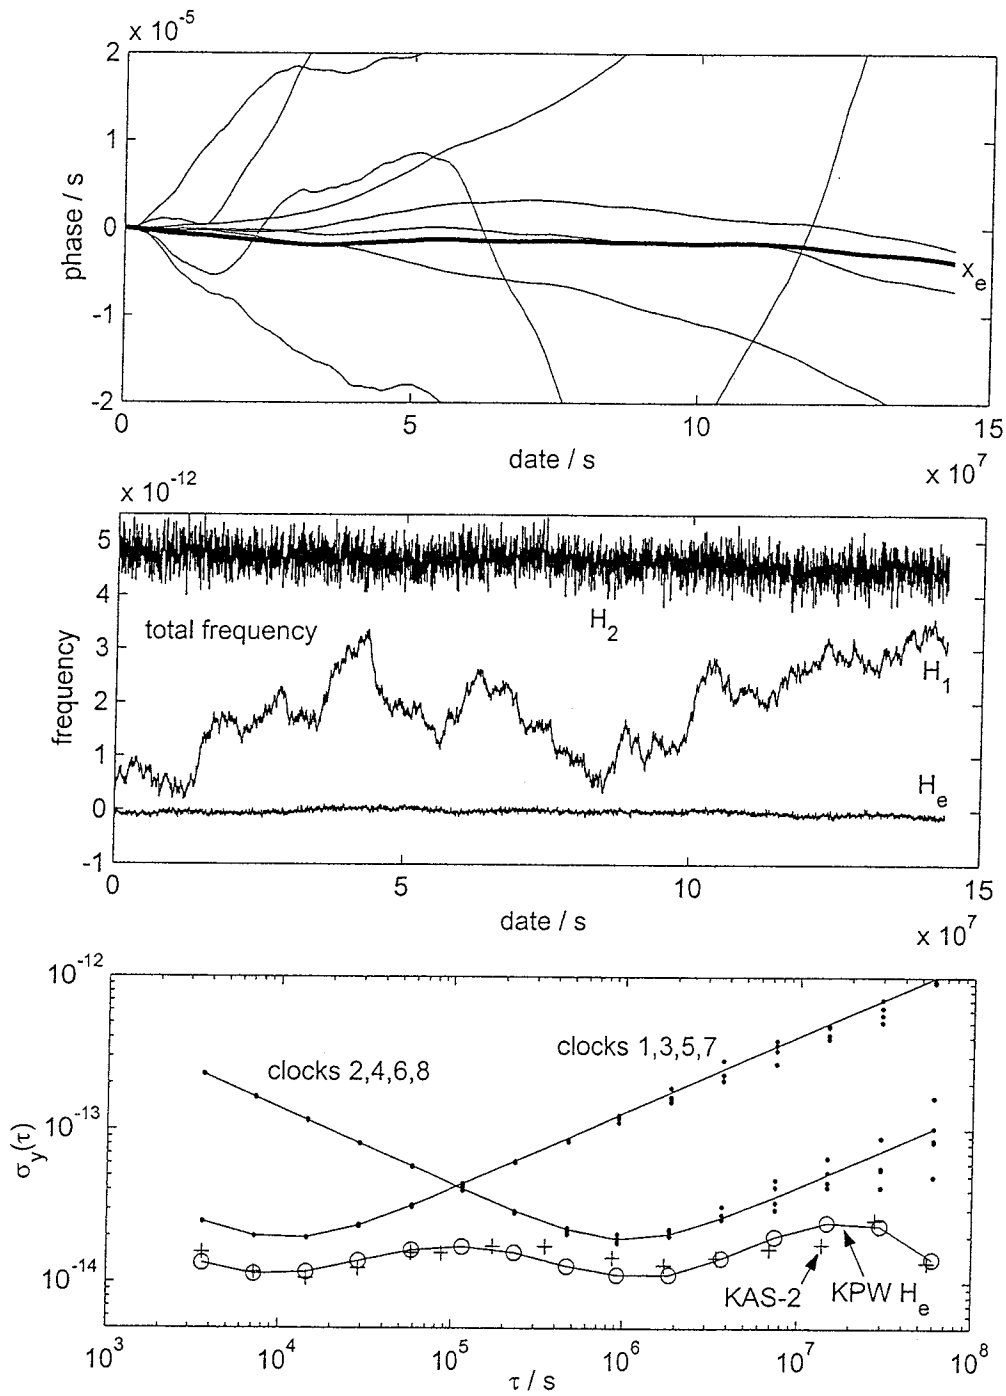 x 10^-5
2
1
0
-1
-2
phase / s
x_e
0
5
10
15
date / s
x 10^7
x 10^-12
5
4
3
2
1
0
-1
frequency
total frequency
H_2
H_1
H_e
0
5
10
15
date / s
x 10^7
10^-12
10^-13
10^-14
σ_y(τ)
clocks 2,4,6,8
clocks 1,3,5,7
KAS-2
KPW H_e
10^3
10^4
10^5
10^6
10^7
10^8
τ / s